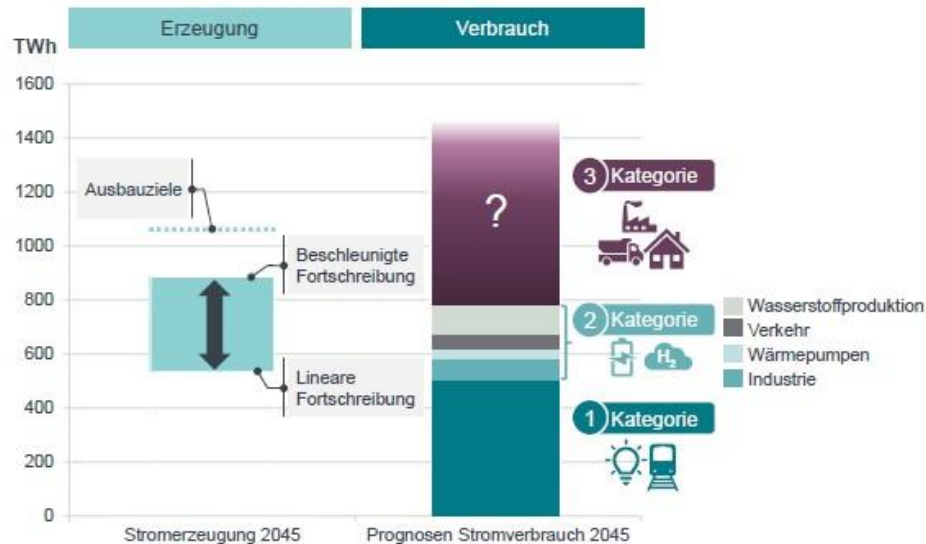 Erzeugung
Verbrauch
TWh
1600
1400
1200
1000
800
600
400
200
0
Ausbauziele
Beschleunigte
Fortschreibung
Lineare
Fortschreibung
?
3 Kategorie
2 Kategorie
H2
1 Kategorie
Wasserstoffproduktion
Verkehr
Wärmepumpen
Industrie
Stromerzeugung 2045
Prognosen Stromverbrauch 2045